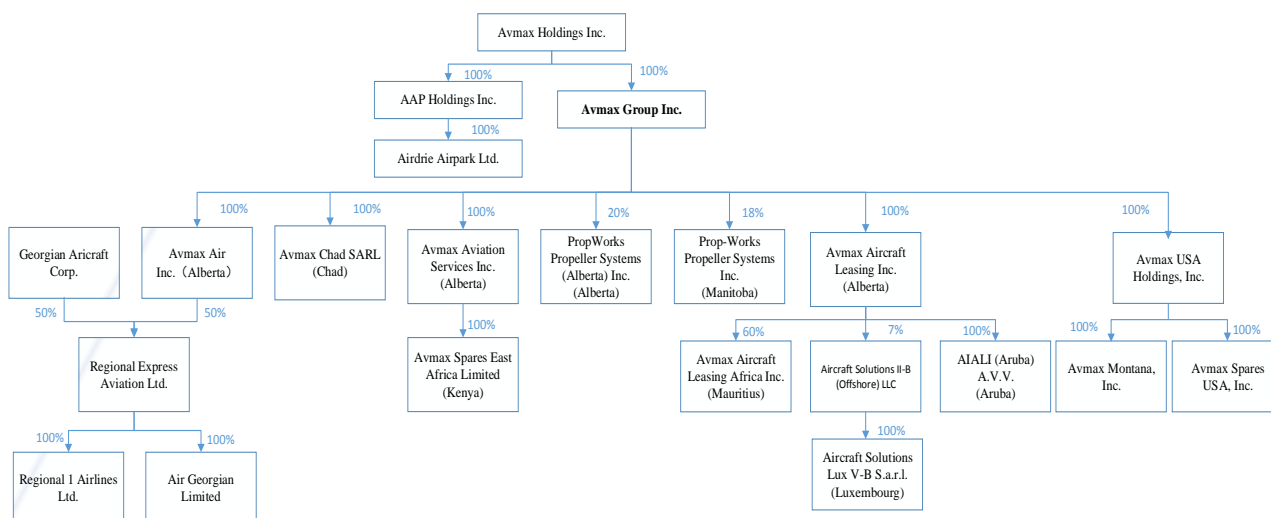 Avmax Holdings Inc.
100%
100%
AAP Holdings Inc.
Avmax Group Inc.
100%
Airdrie Airpark Ltd.
100%
100%
100%
20%
18%
100%
100%
Georgian Aricraft
Corp.
Avmax Air
Inc.（Alberta）
Avmax Chad SARL
(Chad)
Avmax Aviation
Services Inc.
(Alberta)
PropWorks
Propeller Systems
(Alberta) Inc.
(Alberta)
Prop-Works
Propeller Systems
Inc.
(Manitoba)
Avmax Aircraft
Leasing Inc.
(Alberta)
Avmax USA
Holdings, Inc.
50%
50%
100%
60%
7%
100%
100%
100%
Regional Express
Aviation Ltd.
Avmax Spares East
Africa Limited
(Kenya)
Avmax Aircraft
Leasing Africa Inc.
(Mauritius)
Aircraft Solutions II-B
(Offshore) LLC
AIALI (Aruba)
A.V.V.
(Aruba)
Avmax Montana,
Inc.
Avmax Spares
USA, Inc.
100%
100%
100%
Regional 1 Airlines
Ltd.
Air Georgian
Limited
Aircraft Solutions
Lux V-B S.a.r.l.
(Luxembourg)